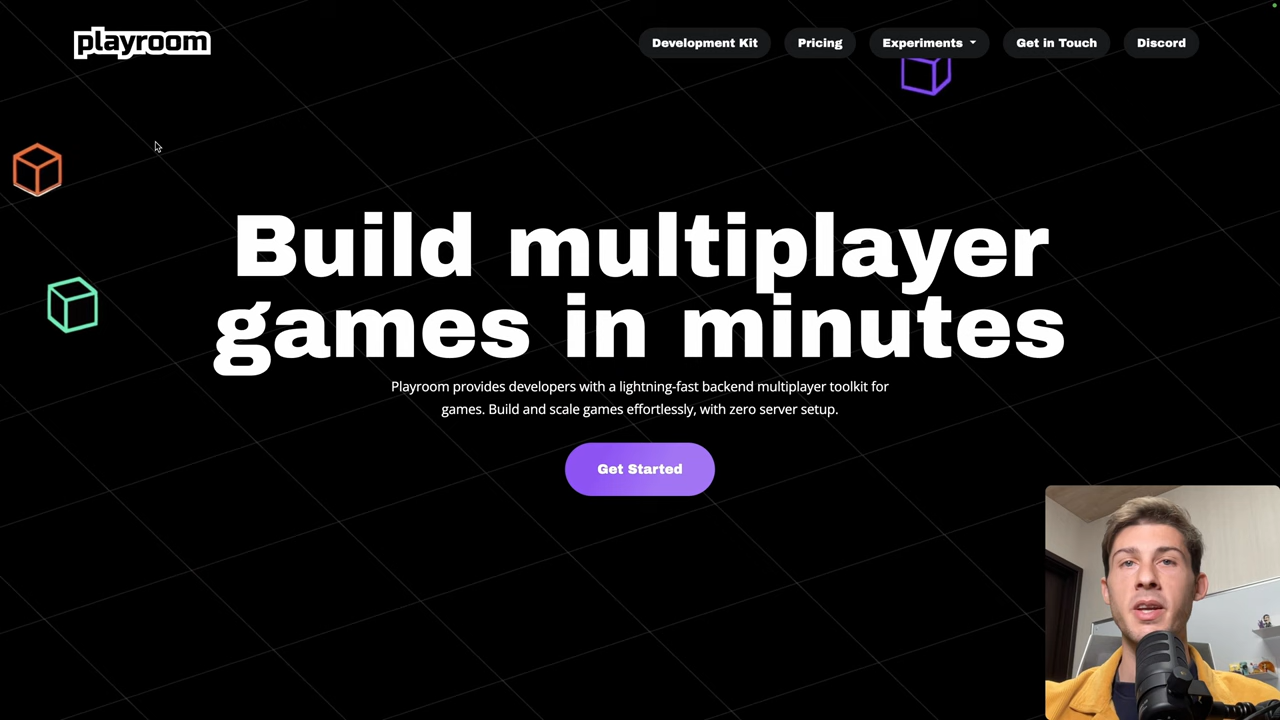 playroom
Development Kit
Pricing
Experiments
Get in Touch
Discord
Build multiplayer
games in minutes
Playroom provides developers with a lightning-fast backend multiplayer toolkit for
games. Build and scale games effortlessly, with zero server setup.
Get Started